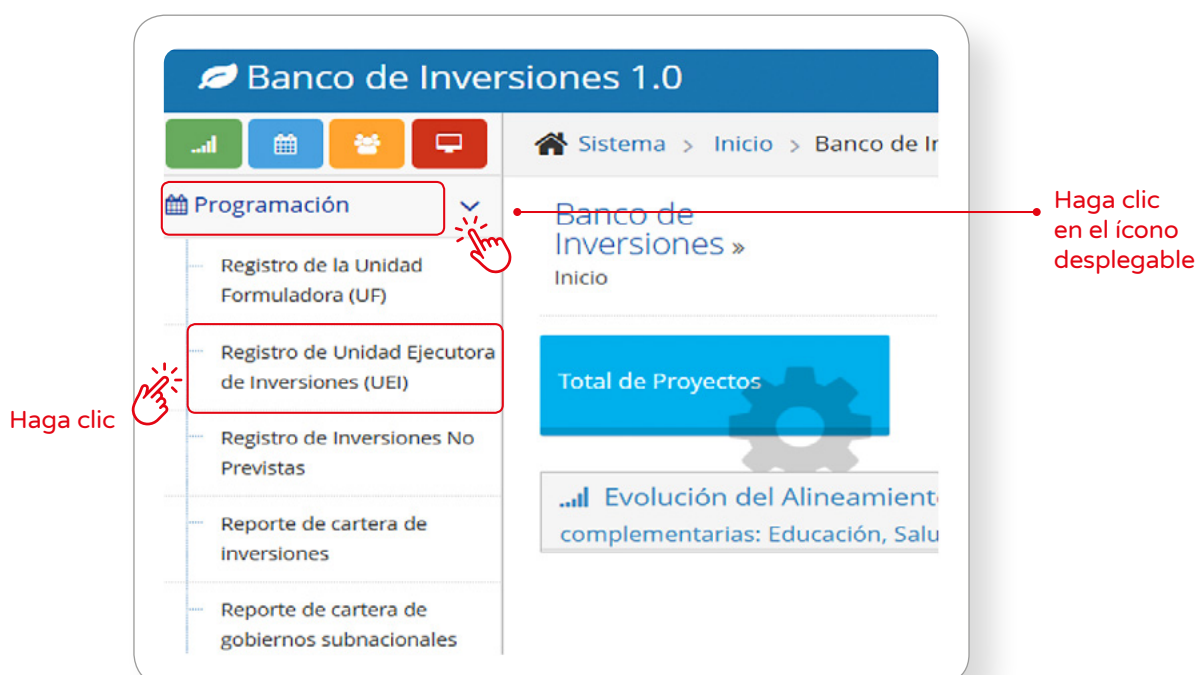 Banco de Inversiones 1.0
Sistema > Inicio > Banco de
Programación
Banco de
Inversiones »
Inicio
Haga clic
en el ícono
desplegable
Registro de la Unidad
Formuladora (UF)
Registro de Unidad Ejecutora
de Inversiones (UEI)
Haga clic
Total de Proyectos
Registro de Inversiones No
Previstas
Evolución del Alineamient
complementarias: Educación, Salu
Reporte de cartera de
inversiones
Reporte de cartera de
gobiernos subnacionales